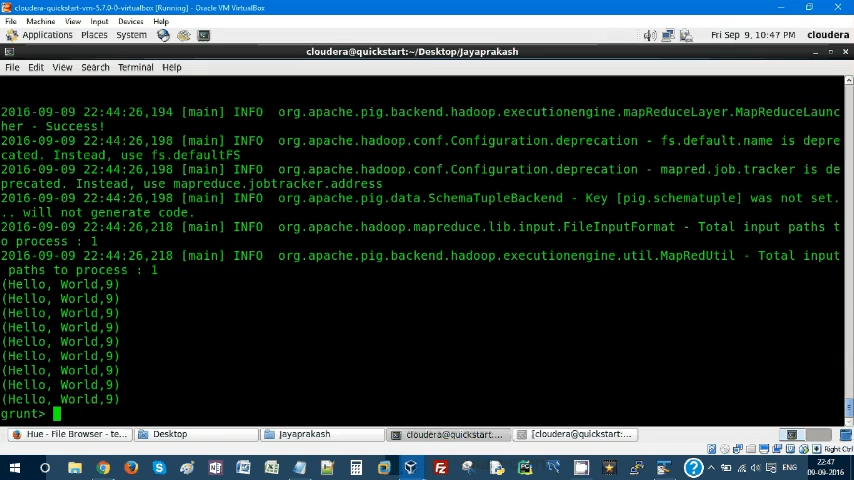 cloudera-quickstart-vm-5.7.0-0-virtualbox [Running] - Oracle VM VirtualBox
File Machine View Input Devices Help
Applications Places System Fri Sep 9, 10:47 PM cloudera
cloudera@quickstart:~/Desktop/Jayaprakash
File Edit View Search Terminal Help
2016-09-09 22:44:26,194 [main] INFO  org.apache.pig.backend.hadoop.executionengine.mapReduceLayer.MapReduceLaunc
her - Success!
2016-09-09 22:44:26,198 [main] INFO  org.apache.hadoop.conf.Configuration.deprecation - fs.default.name is depre
cated. Instead, use fs.defaultFS
2016-09-09 22:44:26,198 [main] INFO  org.apache.hadoop.conf.Configuration.deprecation - mapred.job.tracker is de
precated. Instead, use mapreduce.jobtracker.address
2016-09-09 22:44:26,198 [main] INFO  org.apache.pig.data.SchemaTupleBackend - Key [pig.schematuple] was not set.
.. will not generate code.
2016-09-09 22:44:26,218 [main] INFO  org.apache.hadoop.mapreduce.lib.input.FileInputFormat - Total input paths t
o process : 1
2016-09-09 22:44:26,218 [main] INFO  org.apache.pig.backend.hadoop.executionengine.util.MapRedUtil - Total input
 paths to process : 1
(Hello, World,9)
(Hello, World,9)
(Hello, World,9)
(Hello, World,9)
(Hello, World,9)
(Hello, World,9)
(Hello, World,9)
(Hello, World,9)
(Hello, World,9)
grunt>
Hue - File Browser - te... Desktop Jayaprakash cloudera@quickstart:... [cloudera@quickstart:...
Right Ctrl
ENG 22:47
09-09-2016